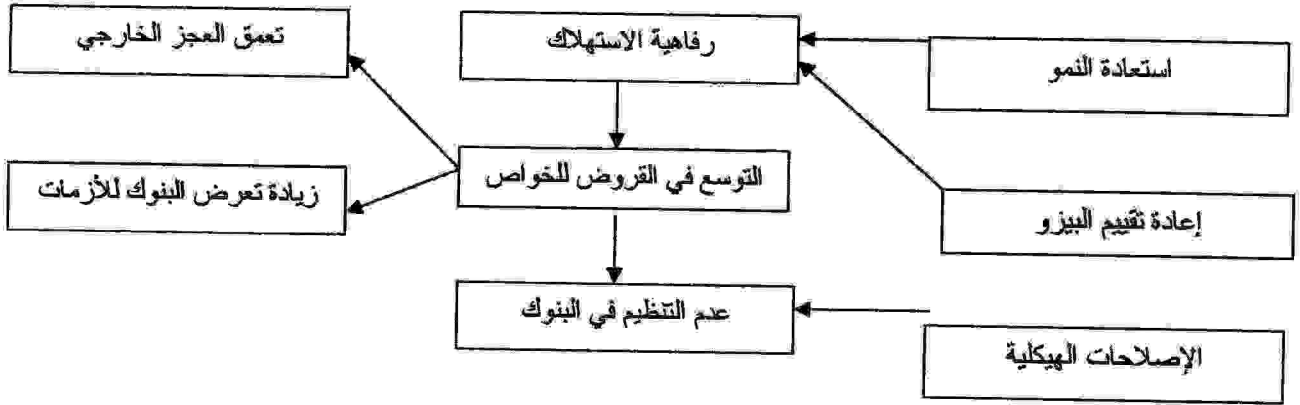 استعادة النمو
رفاهية الاستهلاك
تعمق العجز الخارجي
إعادة تقييم البيزو
التوسع في القروض للخواص
زيادة تعرض البنوك للأزمات
الإصلاحات الهيكلية
عدم التنظيم في البنوك